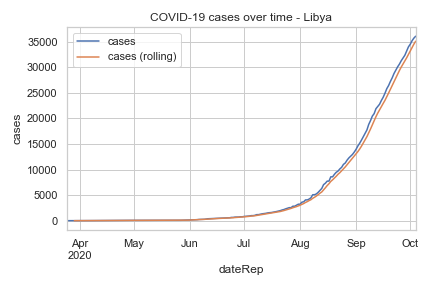 COVID-19 cases over time - Libya
cases
cases (rolling)
35000
30000
25000
20000
15000
10000
5000
0
cases
Apr
2020
May
Jun
Jul
Aug
Sep
Oct
dateRep